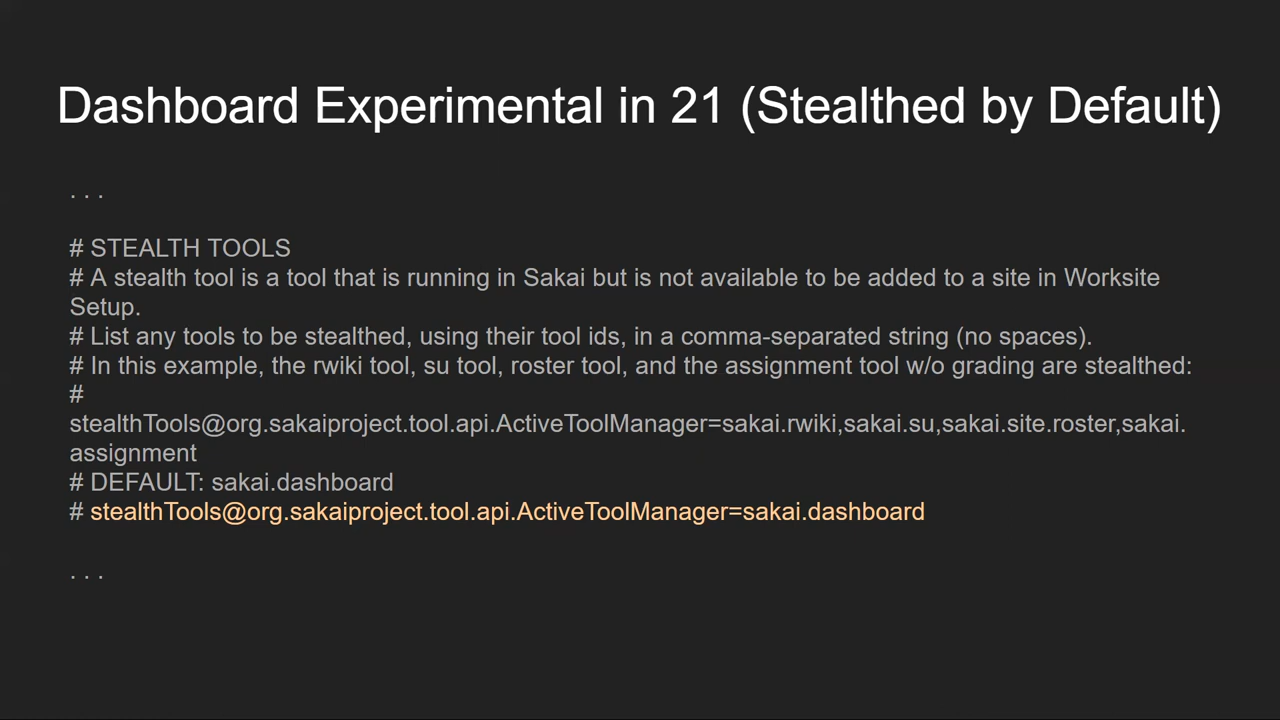 Dashboard Experimental in 21 (Stealthed by Default)
. . .
# STEALTH TOOLS
# A stealth tool is a tool that is running in Sakai but is not available to be added to a site in Worksite
Setup.
# List any tools to be stealthed, using their tool ids, in a comma-separated string (no spaces).
# In this example, the rwiki tool, su tool, roster tool, and the assignment tool w/o grading are stealthed:
#
stealthTools@org.sakaiproject.tool.api.ActiveToolManager=sakai.rwiki,sakai.su,sakai.site.roster,sakai.
assignment
# DEFAULT: sakai.dashboard
# stealthTools@org.sakaiproject.tool.api.ActiveToolManager=sakai.dashboard
. . .